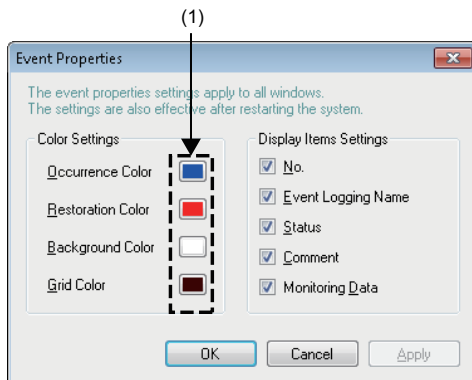 (1)
Event Properties
The event properties settings apply to all windows.
The settings are also effective after restarting the system.
Color Settings
Occurrence Color
Restoration Color
Background Color
Grid Color
Display Items Settings
No.
Event Logging Name
Status
Comment
Monitoring Data
OK
Cancel
Apply